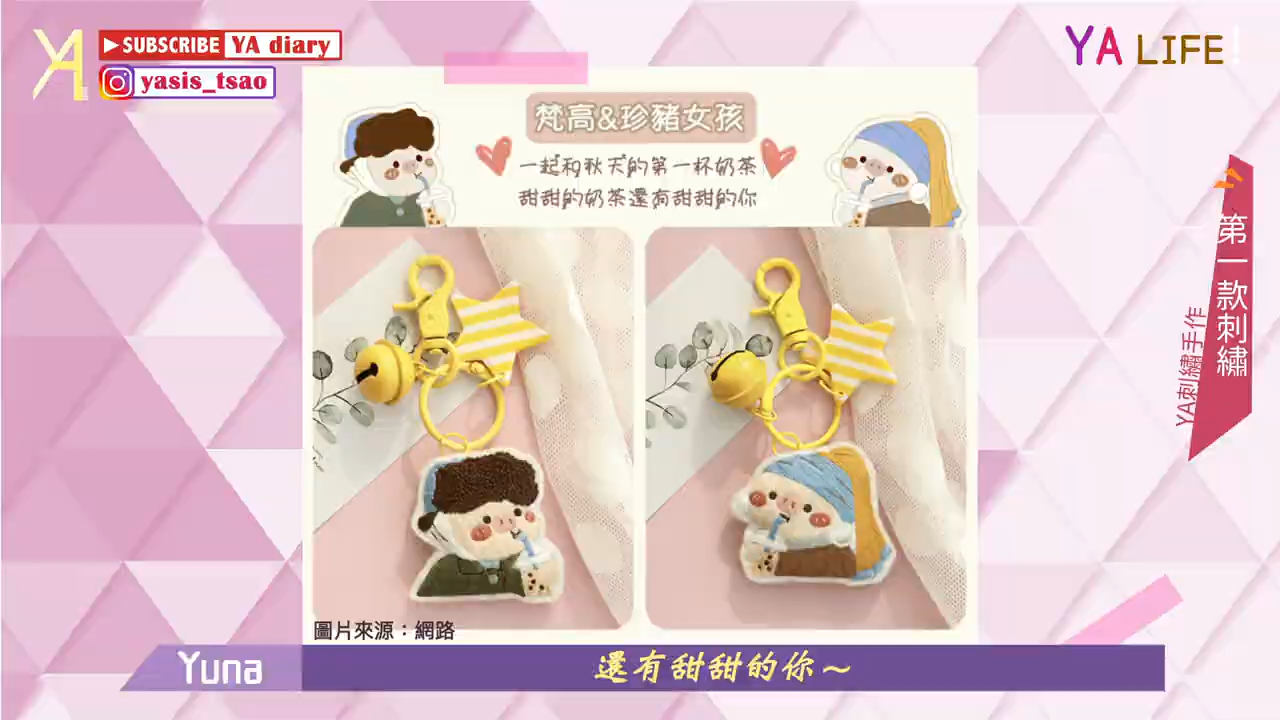 YA
SUBSCRIBE YA diary
yasis_tsao
YA LIFE!
梵高&珍豬女孩
一起和秋天的第一杯奶茶
甜甜的奶茶還有甜甜的你
第一款刺繡
YA刺繡手作
圖片來源：網路
Yuna
還有甜甜的你～